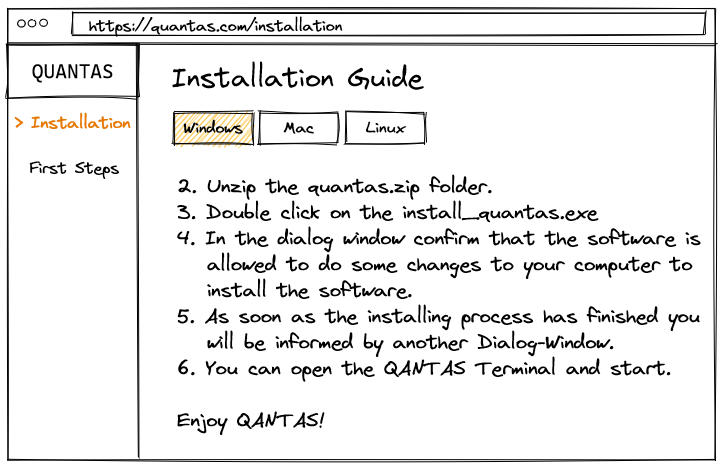 https://quantas.com/installation
QUANTAS
> Installation
First Steps
Installation Guide
Windows
Mac
Linux
2. Unzip the quantas.zip folder.
3. Double click on the install_quantas.exe
4. In the dialog window confirm that the software is
allowed to do some changes to your computer to
install the software.
5. As soon as the installing process has finished you
will be informed by another Dialog-Window.
6. You can open the QANTAS Terminal and start.
Enjoy QANTAS!